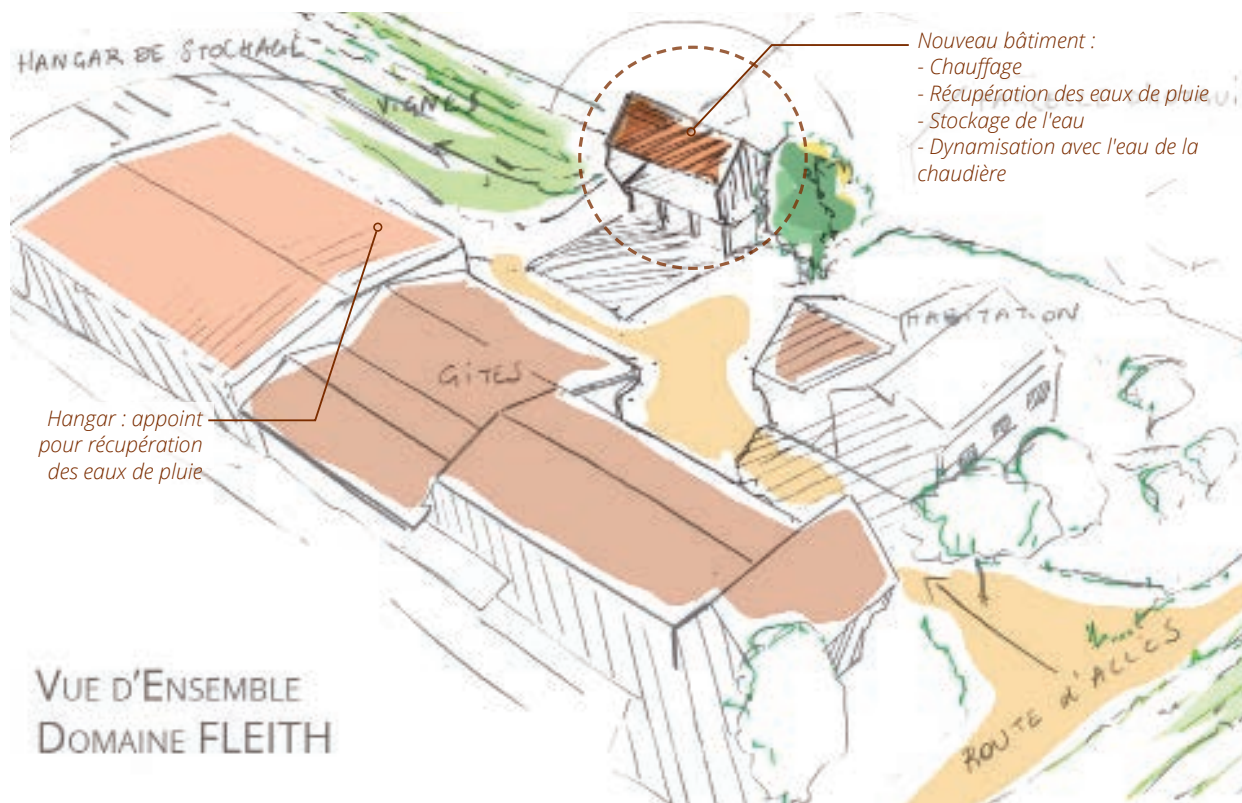 HANGAR DE STOCKAGE
VIGNES
Nouveau bâtiment :
- Chauffage
- Récupération des eaux de pluie
- Stockage de l'eau
- Dynamisation avec l'eau de la
chaudière
HABITATION
GÎTES
Hangar : appoint
pour récupération
des eaux de pluie
ROUTE d'ACCÈS
VUE D'ENSEMBLE
DOMAINE FLEITH